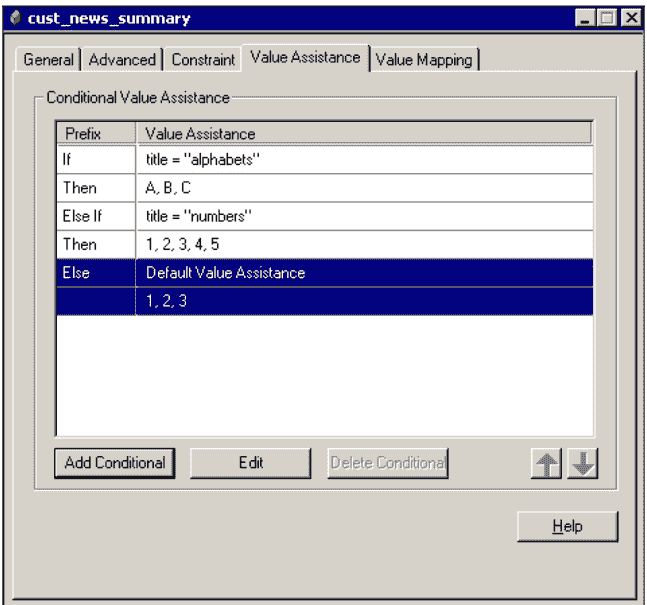 cust_news_summary
General Advanced Constraint Value Assistance Value Mapping
Conditional Value Assistance
Prefix Value Assistance
If title = "alphabets"
Then A, B, C
Else If title = "numbers"
Then 1, 2, 3, 4, 5
Else Default Value Assistance
1, 2, 3
Add Conditional Edit Delete Conditional
Help